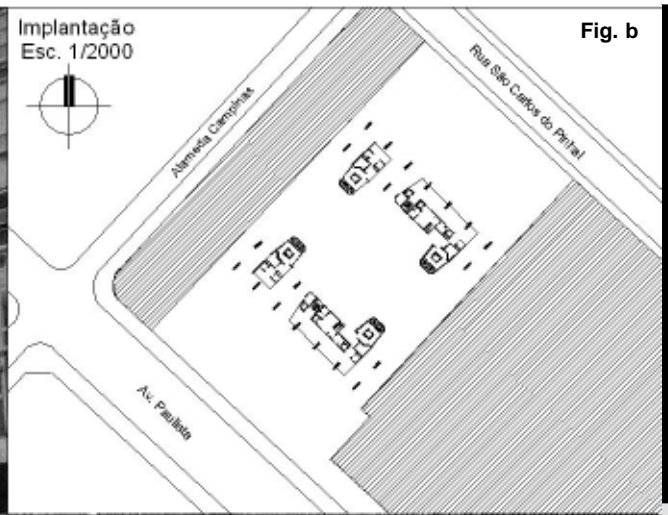 Implantação
Esc. 1/2000
Fig. b
Rua São Carlos do Pinhal
Alameda Campinas
Av. Paulista